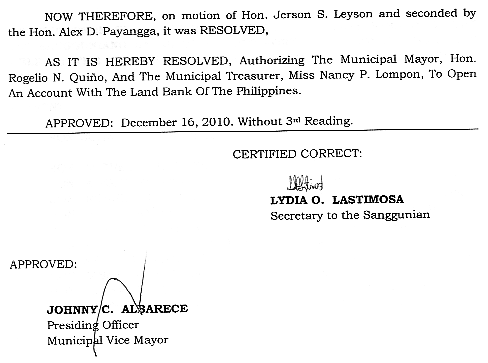 NOW THEREFORE, on motion of Hon. Jerson S. Leyson and seconded by
the Hon. Alex D. Payangga, it was RESOLVED,
AS IT IS HEREBY RESOLVED, Authorizing The Municipal Mayor, Hon.
Rogelio N. Quiño, And The Municipal Treasurer, Miss Nancy P. Lompon, To Open
An Account With The Land Bank Of The Philippines.
APPROVED: December 16, 2010. Without 3rd Reading.
CERTIFIED CORRECT:
LYDIA O. LASTIMOSA
Secretary to the Sanggunian
APPROVED:
JOHNNY C. ALBARECE
Presiding Officer
Municipal Vice Mayor